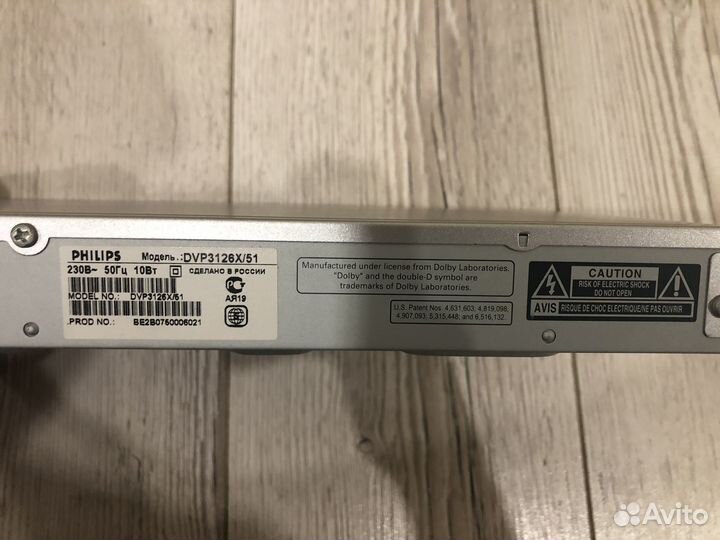 PHILIPS Модель.:DVP3126X/51
230В~ 50Гц 10Вт СДЕЛАНО В РОССИИ
MODEL NO.: DVP3126X/51
АЯ19
PROD NO.: BE2B0750006021
Manufactured under license from Dolby Laboratories.
"Dolby" and the double-D symbol are
trademarks of Dolby Laboratories.
U.S. Patent Nos. 4,631,603; 4,819,098;
4,907,093; 5,315,448; and 6,516,132.
CAUTION
RISK OF ELECTRIC SHOCK
DO NOT OPEN
AVIS RISQUE DE CHOC ELECTRIQUE/NE PAS OUVRIR
Avito